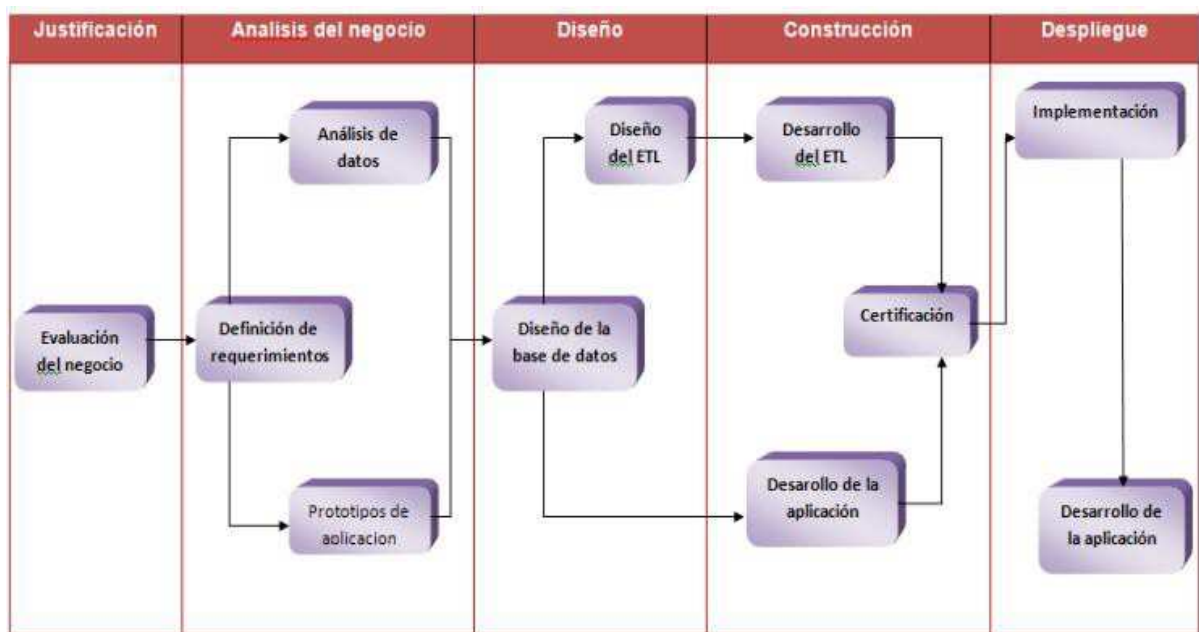 Justificación
Analisis del negocio
Diseño
Construcción
Despliegue
Evaluación
del negocio
Análisis de
datos
Definición de
requerimientos
Prototipos de
aplicacion
Diseño
del ETL
Diseño de la
base de datos
Desarrollo
del ETL
Certificación
Desarollo de la
aplicación
Implementación
Desarrollo de
la aplicación